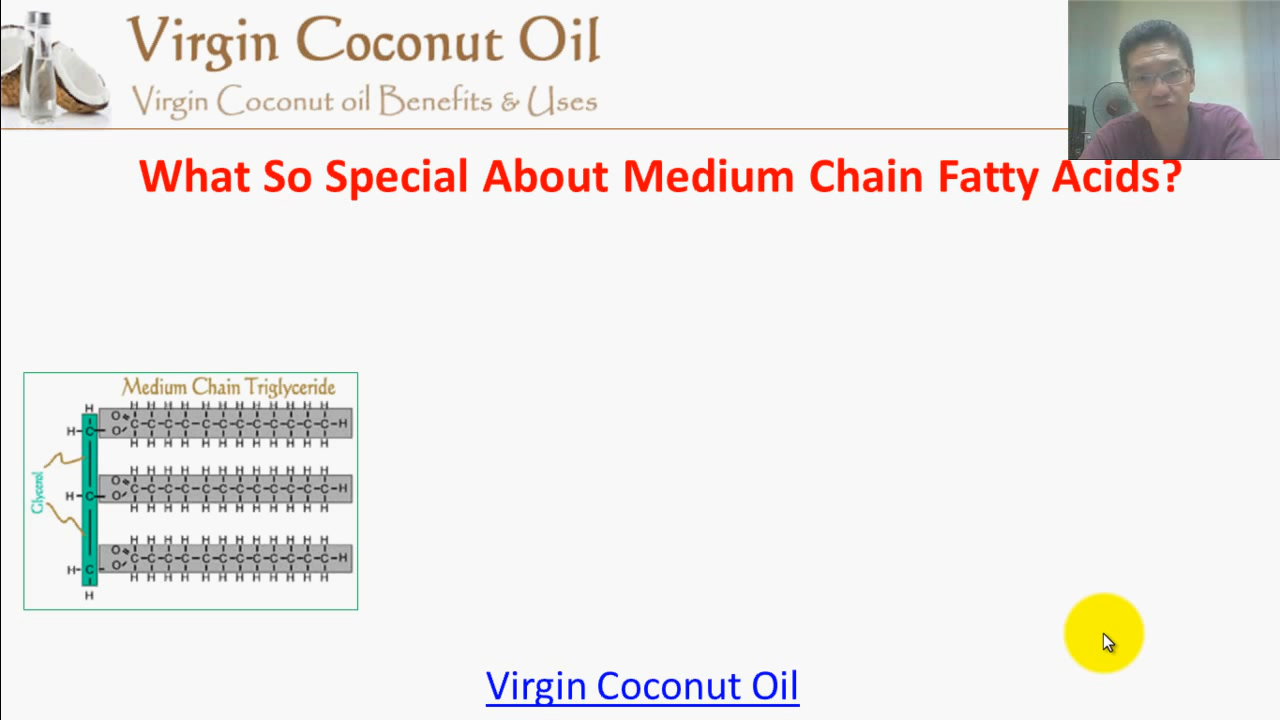 Virgin Coconut Oil
Virgin Coconut oil Benefits & Uses
What So Special About Medium Chain Fatty Acids?
Medium Chain Triglyceride
H H H H H H H H H H H H H
H-C-O O C-C-C-C-C-C-C-C-C-C-C-C-H
H H H H H H H H H H H H
Glycerol
H H H H H H H H H H H H
H-C-O O C-C-C-C-C-C-C-C-C-C-C-C-H
H H H H H H H H H H H H
H H H H H H H H H H H H
H-C-O O C-C-C-C-C-C-C-C-C-C-C-C-H
H H H H H H H H H H H H
H
Virgin Coconut Oil